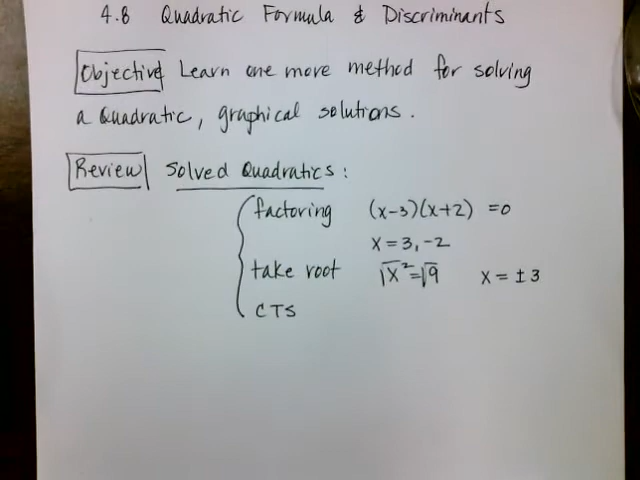 4.8 Quadratic Formula & Discriminants
Objective Learn one more method for solving
a Quadratic, graphical solutions.
Review Solved Quadratics:
factoring (x-3)(x+2) =0
x = 3, -2
take root √x² = √9 x = ±3
CTS